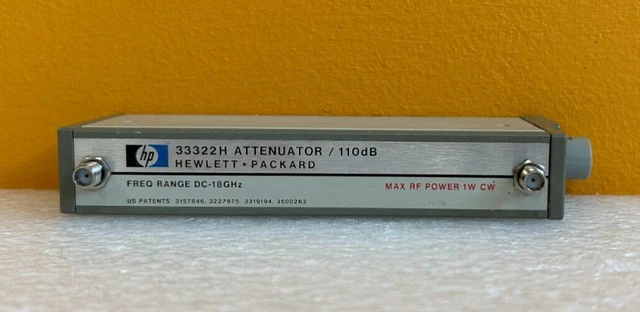 hp
33322H ATTENUATOR / 110dB
HEWLETT • PACKARD
FREQ RANGE DC-18GHz
MAX RF POWER 1W CW
US PATENTS 3157846, 3227975, 3319194, 3500263